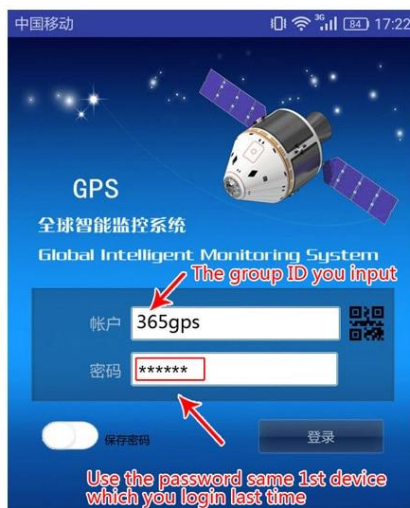 中国移动 3G 84 17:22
GPS
全球智能监控系统
Global Intelligent Monitoring System
The group ID you input
帐户 365gps
密码 ******
保存密码 登录
Use the password same 1st device
which you login last time